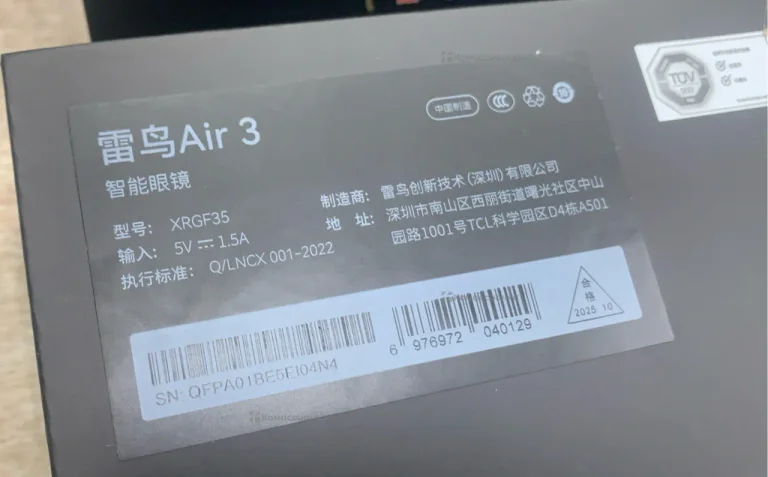 中国制造
CCC
10
TÜV
雷鸟Air 3
智能眼镜
型号: XRGF35
输入: 5V ⎓ 1.5A
执行标准: Q/LNCX 001-2022
制造商: 雷鸟创新技术(深圳)有限公司
地 址: 深圳市南山区西丽街道曙光社区中山
园路1001号TCL科学园区D4栋A501
SN: QFPA01BE5FI04N4
6 976972 040129
合格
2025.10